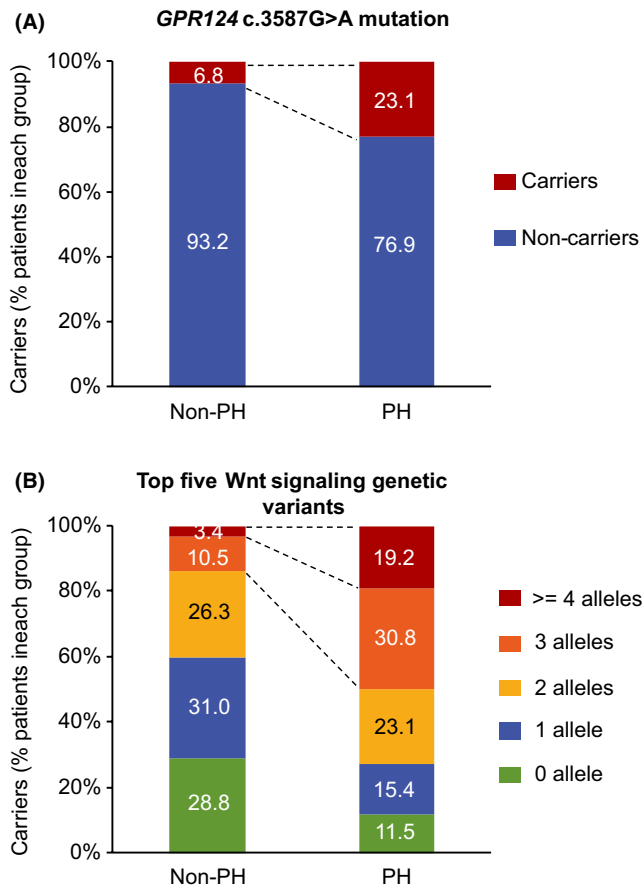 (A)
GPR124 c.3587G>A mutation
Carriers (% patients ineach group)
100%
80%
60%
40%
20%
0%
6.8
93.2
23.1
76.9
Non-PH
PH
Carriers
Non-carriers
(B)
Top five Wnt signaling genetic
variants
Carriers (% patients ineach group)
100%
80%
60%
40%
20%
0%
3.4
10.5
26.3
31.0
28.8
19.2
30.8
23.1
15.4
11.5
Non-PH
PH
>= 4 alleles
3 alleles
2 alleles
1 allele
0 allele